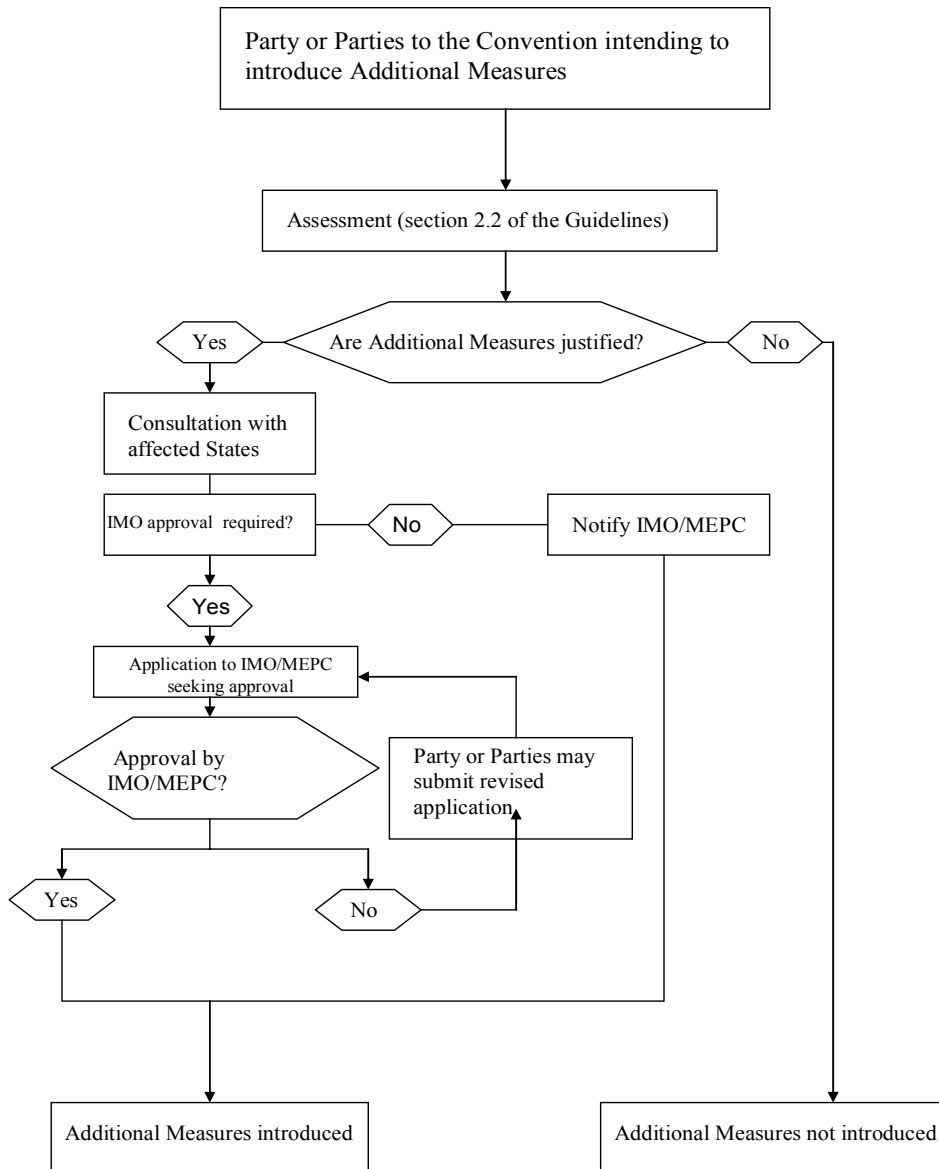 Party or Parties to the Convention intending to
introduce Additional Measures
Assessment (section 2.2 of the Guidelines)
Yes
Are Additional Measures justified?
No
Consultation with
affected States
IMO approval required?
No
Notify IMO/MEPC
Yes
Application to IMO/MEPC
seeking approval
Approval by
IMO/MEPC?
Party or Parties may
submit revised
application
Yes
No
Additional Measures introduced
Additional Measures not introduced